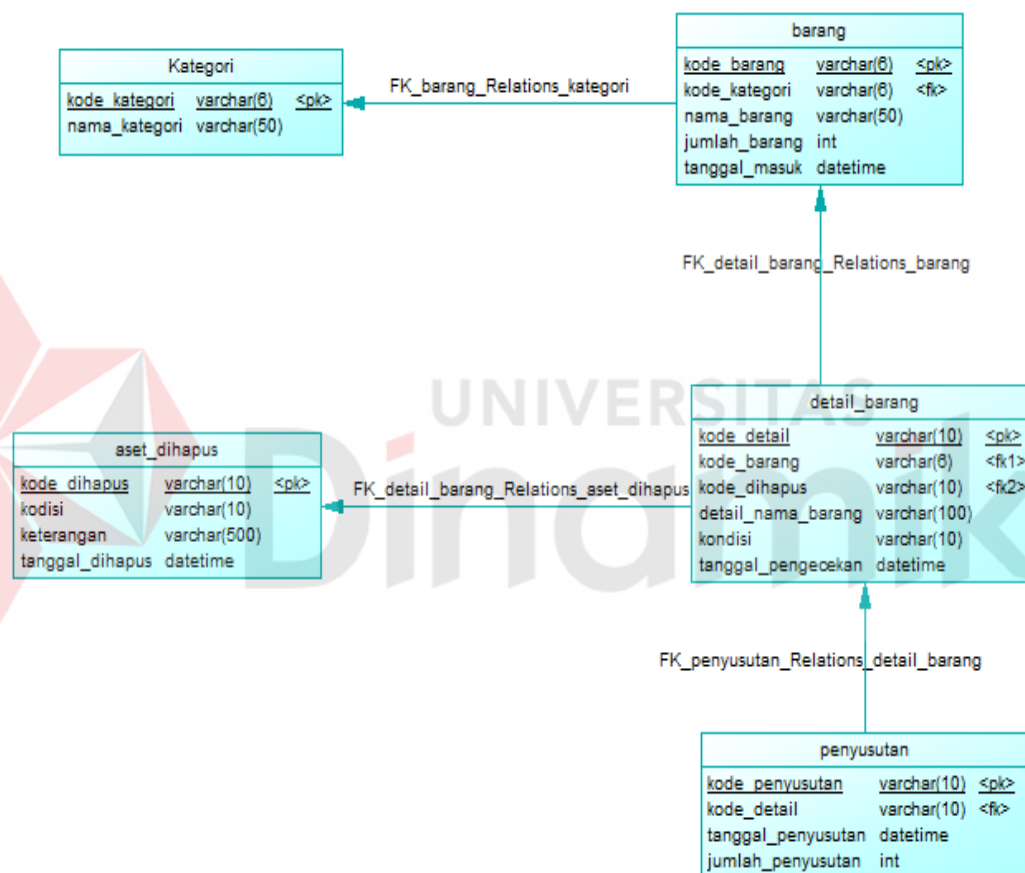 Kategori
kode_kategori varchar(6) <pk>
nama_kategori varchar(50)
FK_barang_Relations_kategori
barang
kode_barang varchar(6) <pk>
kode_kategori varchar(6) <fk>
nama_barang varchar(50)
jumlah_barang int
tanggal_masuk datetime
FK_detail_barang_Relations_barang
UNIVERSITAS
Dinamik
aset_dihapus
kode_dihapus varchar(10) <pk>
kodisi varchar(10)
keterangan varchar(500)
tanggal_dihapus datetime
FK_detail_barang_Relations_aset_dihapus
detail_barang
kode_detail varchar(10) <pk>
kode_barang varchar(6) <fk1>
kode_dihapus varchar(10) <fk2>
detail_nama_barang varchar(100)
kondisi varchar(10)
tanggal_pengecekan datetime
FK_penyusutan_Relations_detail_barang
penyusutan
kode_penyusutan varchar(10) <pk>
kode_detail varchar(10) <fk>
tanggal_penyusutan datetime
jumlah_penyusutan int